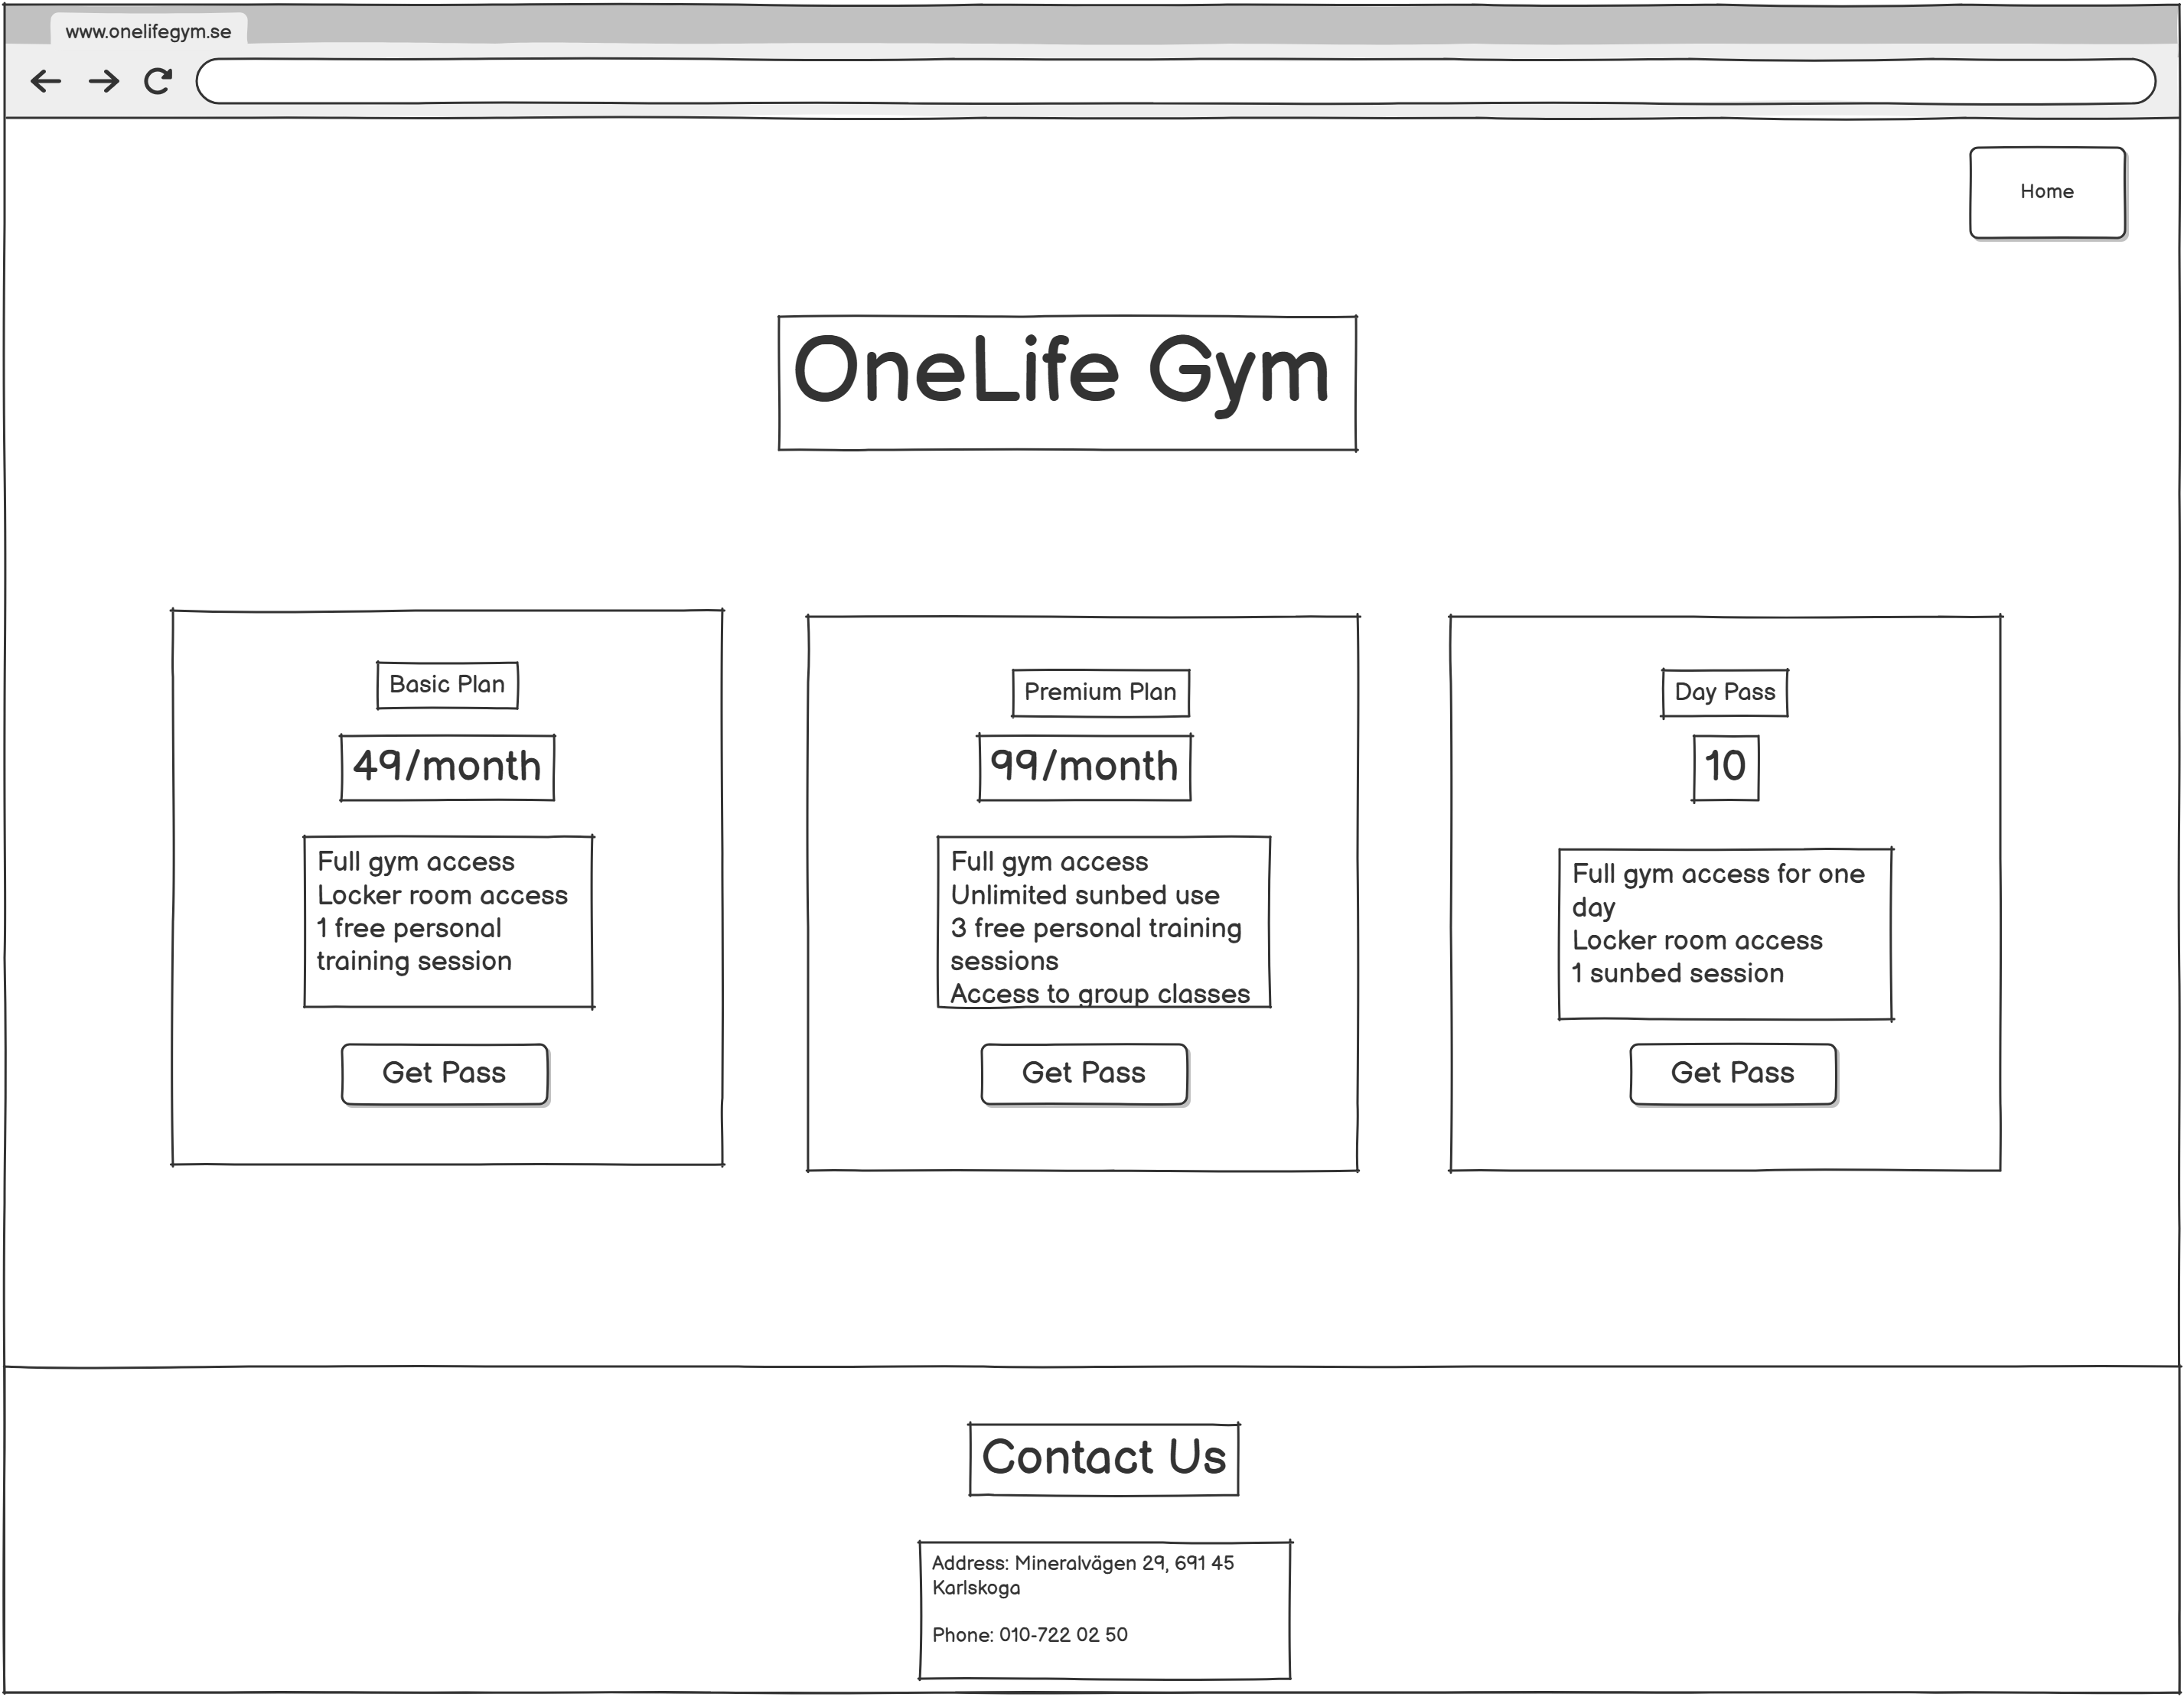 www.onelifegym.se
Home
OneLife Gym
Basic Plan
49/month
Full gym access
Locker room access
1 free personal
training session
Get Pass
Premium Plan
99/month
Full gym access
Unlimited sunbed use
3 free personal training
sessions
Access to group classes
Get Pass
Day Pass
10
Full gym access for one
day
Locker room access
1 sunbed session
Get Pass
Contact Us
Address: Mineralvägen 29, 691 45
Karlskoga
Phone: 010-722 02 50